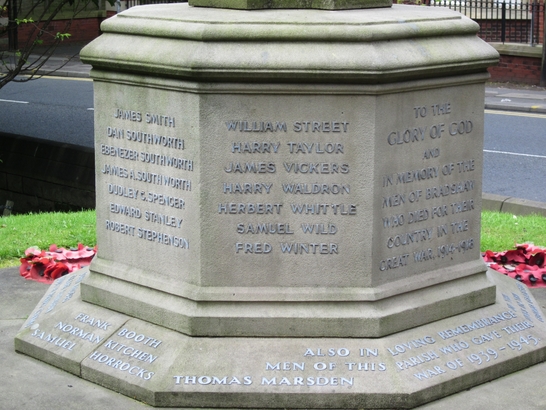 JAMES SMITH
DAN SOUTHWORTH
EBENEZER SOUTHWORTH
JAMES A. SOUTHWORTH
DUDLEY C. SPENCER
EDWARD STANLEY
ROBERT STEPHENSON
WILLIAM STREET
HARRY TAYLOR
JAMES VICKERS
HARRY WALDRON
HERBERT WHITTLE
SAMUEL WILD
FRED WINTER
TO THE
GLORY OF GOD
AND
IN MEMORY OF THE
MEN OF BRADSHAW
WHO DIED FOR THEIR
COUNTRY IN THE
GREAT WAR. 1914-1918
FRANK BOOTH
NORMAN KITCHEN
SAMUEL HORROCKS
ALSO IN LOVING REMEMBRANCE
MEN OF THIS PARISH WHO GAVE THEIR
THOMAS MARSDEN WAR OF 1939-1945